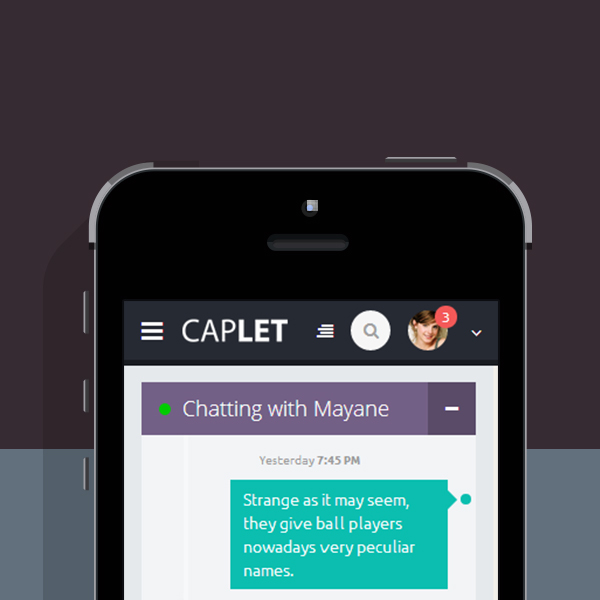 CAPLET
3
Chatting with Mayane
Yesterday 7:45 PM
Strange as it may seem,
they give ball players
nowadays very peculiar
names.